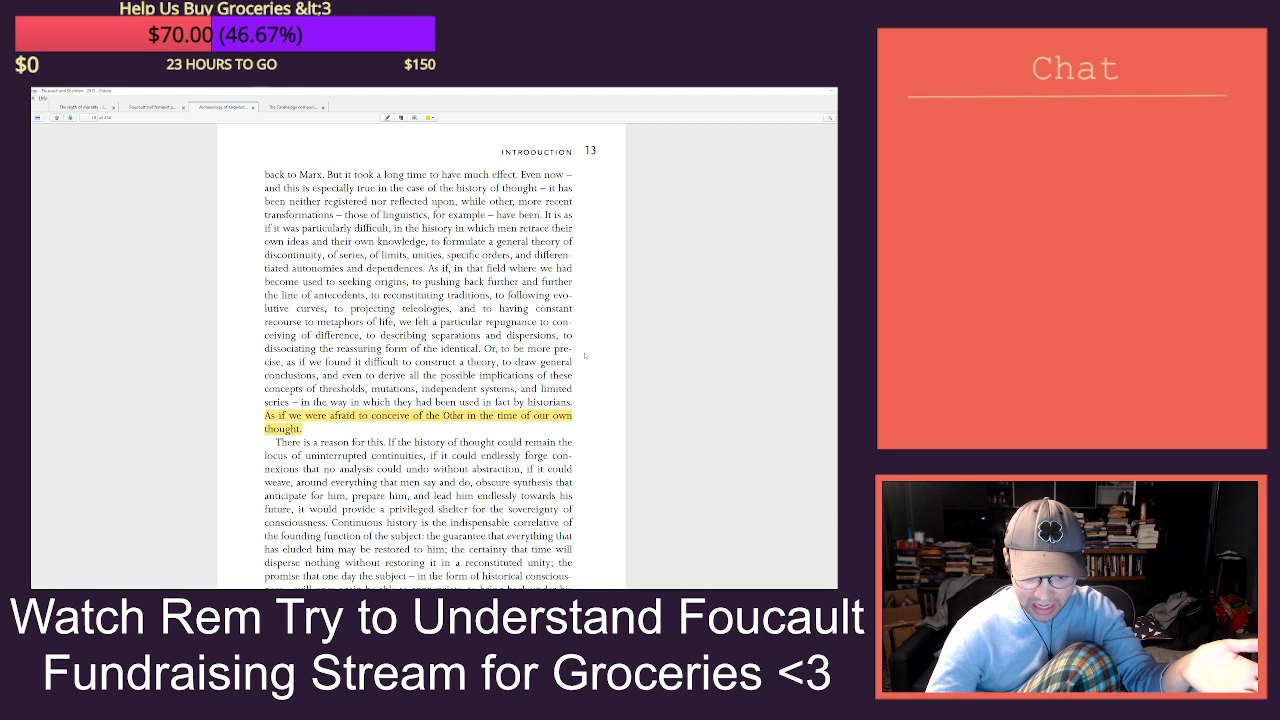 Help Us Buy Groceries &lt;3
$70.00 (46.67%)
$0
23 HOURS TO GO
$150
Chat
Help
The myth of morality - J...
Foucault and feminist p...
Archaeology of Knowled...
The Cambridge compani...
19 of 238
INTRODUCTION 13
back to Marx. But it took a long time to have much effect. Even now –
and this is especially true in the case of the history of thought – it has
been neither registered nor reflected upon, while other, more recent
transformations – those of linguistics, for example – have been. It is as
if it was particularly difficult, in the history in which men retrace their
own ideas and their own knowledge, to formulate a general theory of
discontinuity, of series, of limits, unities, specific orders, and differen-
tiated autonomies and dependences. As if, in that field where we had
become used to seeking origins, to pushing back further and further
the line of antecedents, to reconstituting traditions, to following evo-
lutive curves, to projecting teleologies, and to having constant
recourse to metaphors of life, we felt a particular repugnance to con-
ceiving of difference, to describing separations and dispersions, to
dissociating the reassuring form of the identical. Or, to be more pre-
cise, as if we found it difficult to construct a theory, to draw general
conclusions, and even to derive all the possible implications of these
concepts of thresholds, mutations, independent systems, and limited
series – in the way in which they had been used in fact by historians.
As if we were afraid to conceive of the Other in the time of our own
thought.
There is a reason for this. If the history of thought could remain the
locus of uninterrupted continuities, if it could endlessly forge con-
nexions that no analysis could undo without abstraction, if it could
weave, around everything that men say and do, obscure synthesis that
anticipate for him, prepare him, and lead him endlessly towards his
future, it would provide a privileged shelter for the sovereignty of
consciousness. Continuous history is the indispensable correlative of
the founding function of the subject: the guarantee that everything that
has eluded him may be restored to him; the certainty that time will
disperse nothing without restoring it in a reconstituted unity; the
promise that one day the subject – in the form of historical conscious-
Watch Rem Try to Understand Foucault
Fundraising Stream for Groceries <3